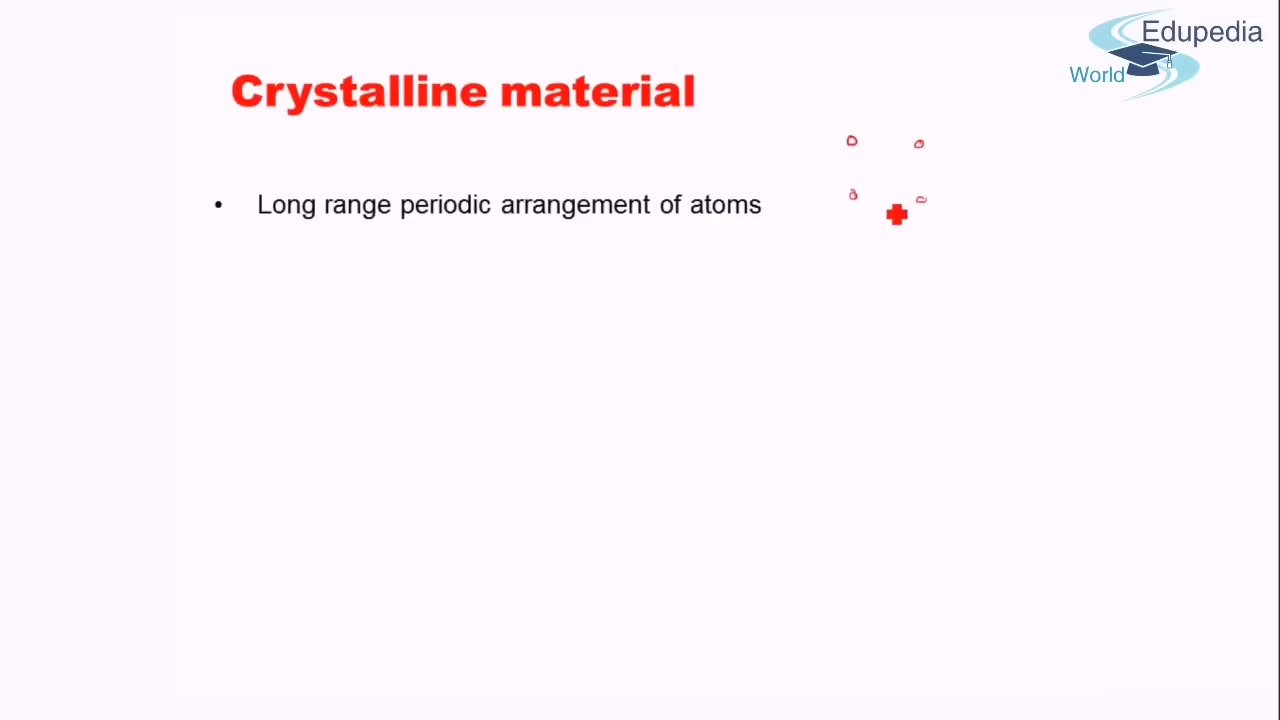 Edupedia
World
Crystalline material
• Long range periodic arrangement of atoms